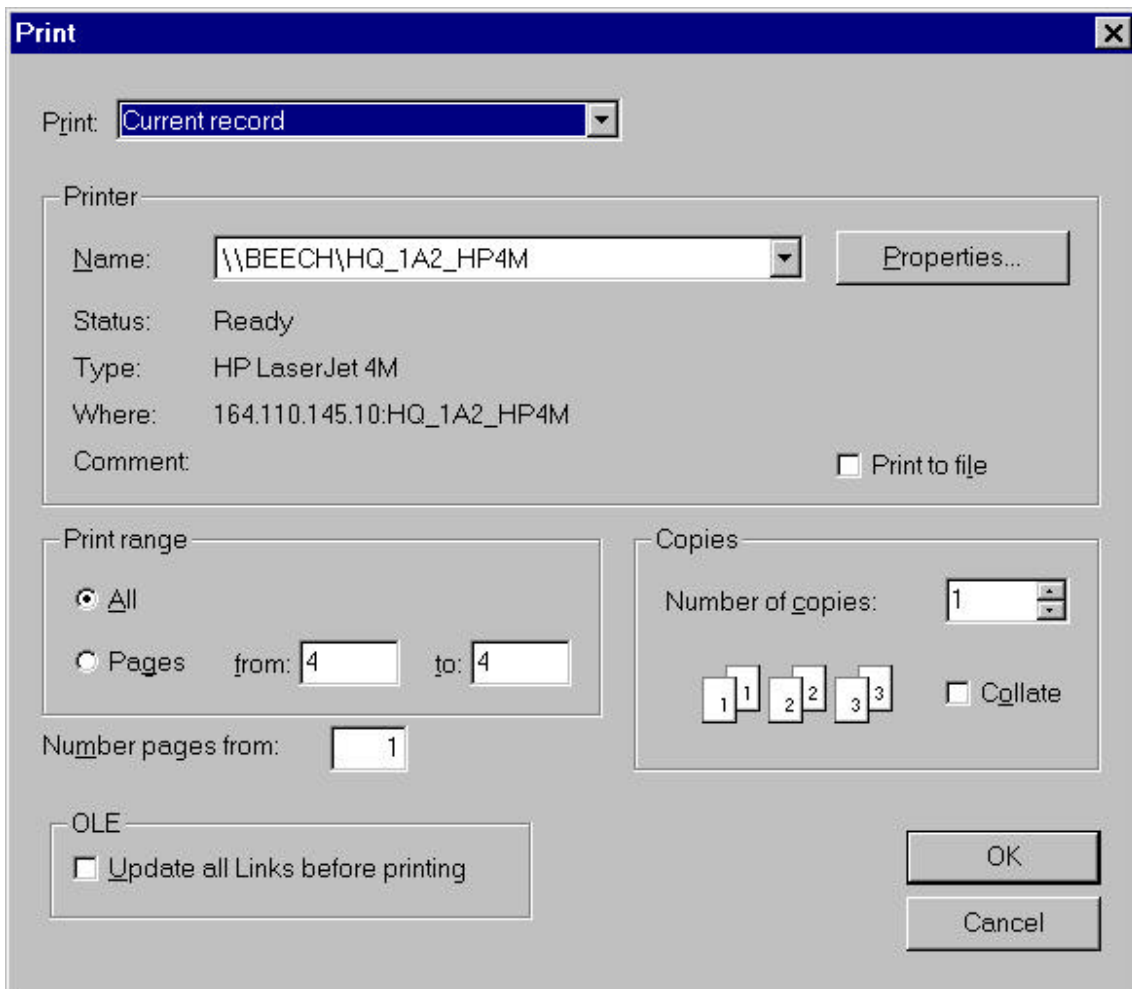 Print
Print: Current record
Printer
Name: \\BEECH\HQ_1A2_HP4M Properties...
Status: Ready
Type: HP LaserJet 4M
Where: 164.110.145.10:HQ_1A2_HP4M
Comment:
Print to file
Print range
All
Pages from: 4 to: 4
Number pages from: 1
Copies
Number of copies: 1
1 1 2 2 3 3 Collate
OLE
Update all Links before printing
OK
Cancel